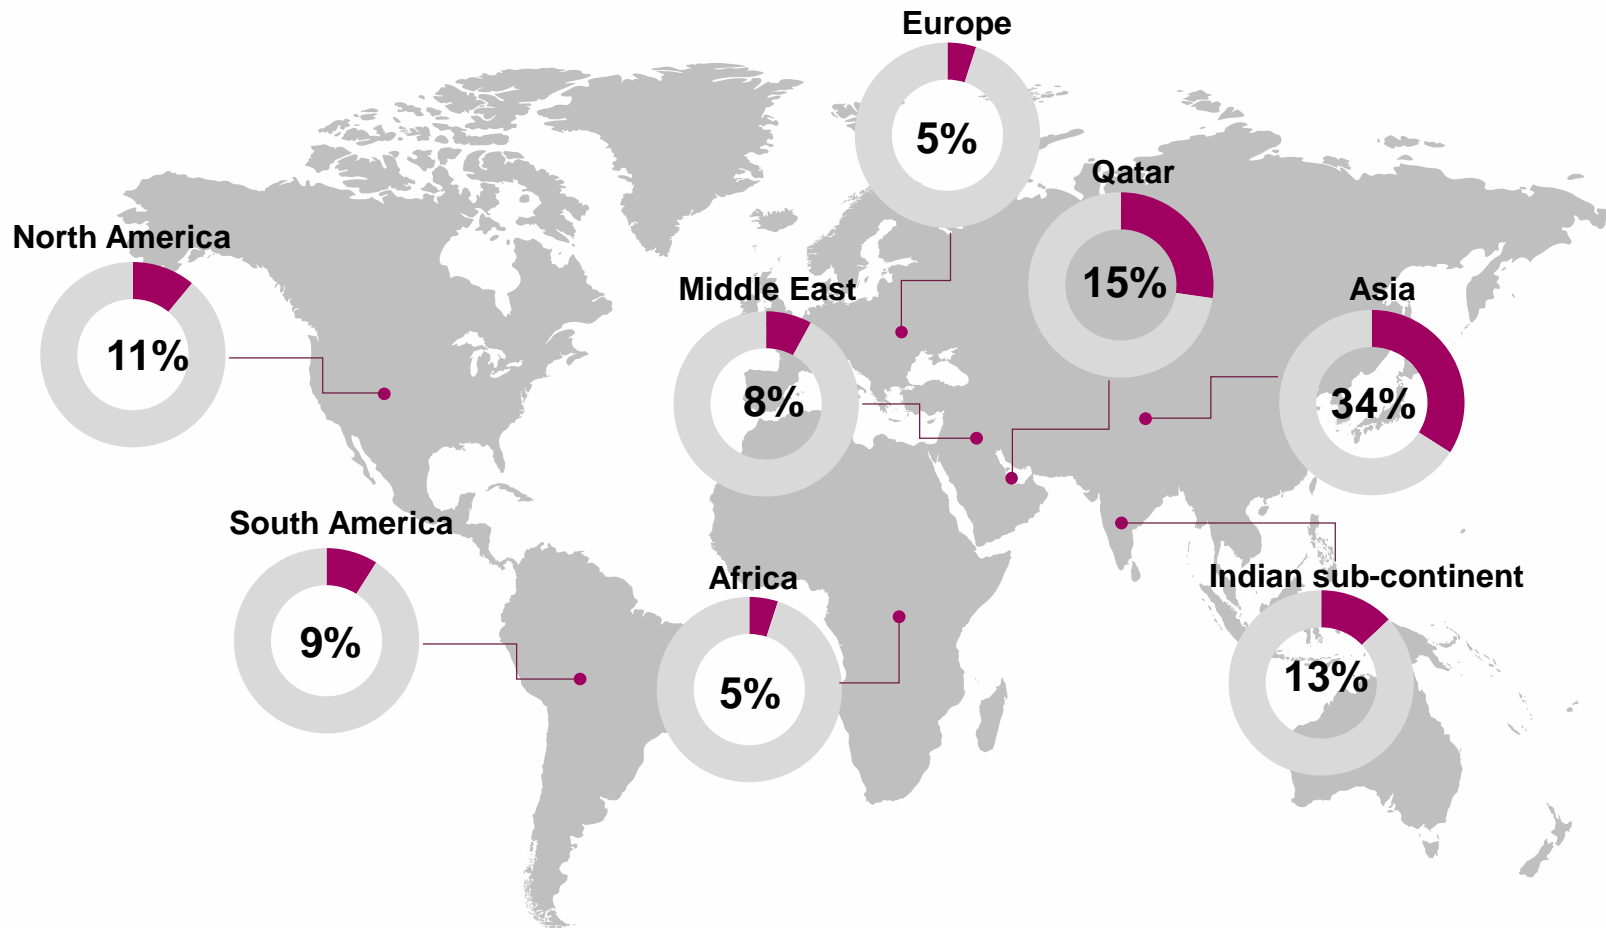 Europe
5%
Qatar
15%
North America
11%
Middle East
8%
Asia
34%
South America
9%
Africa
5%
Indian sub-continent
13%